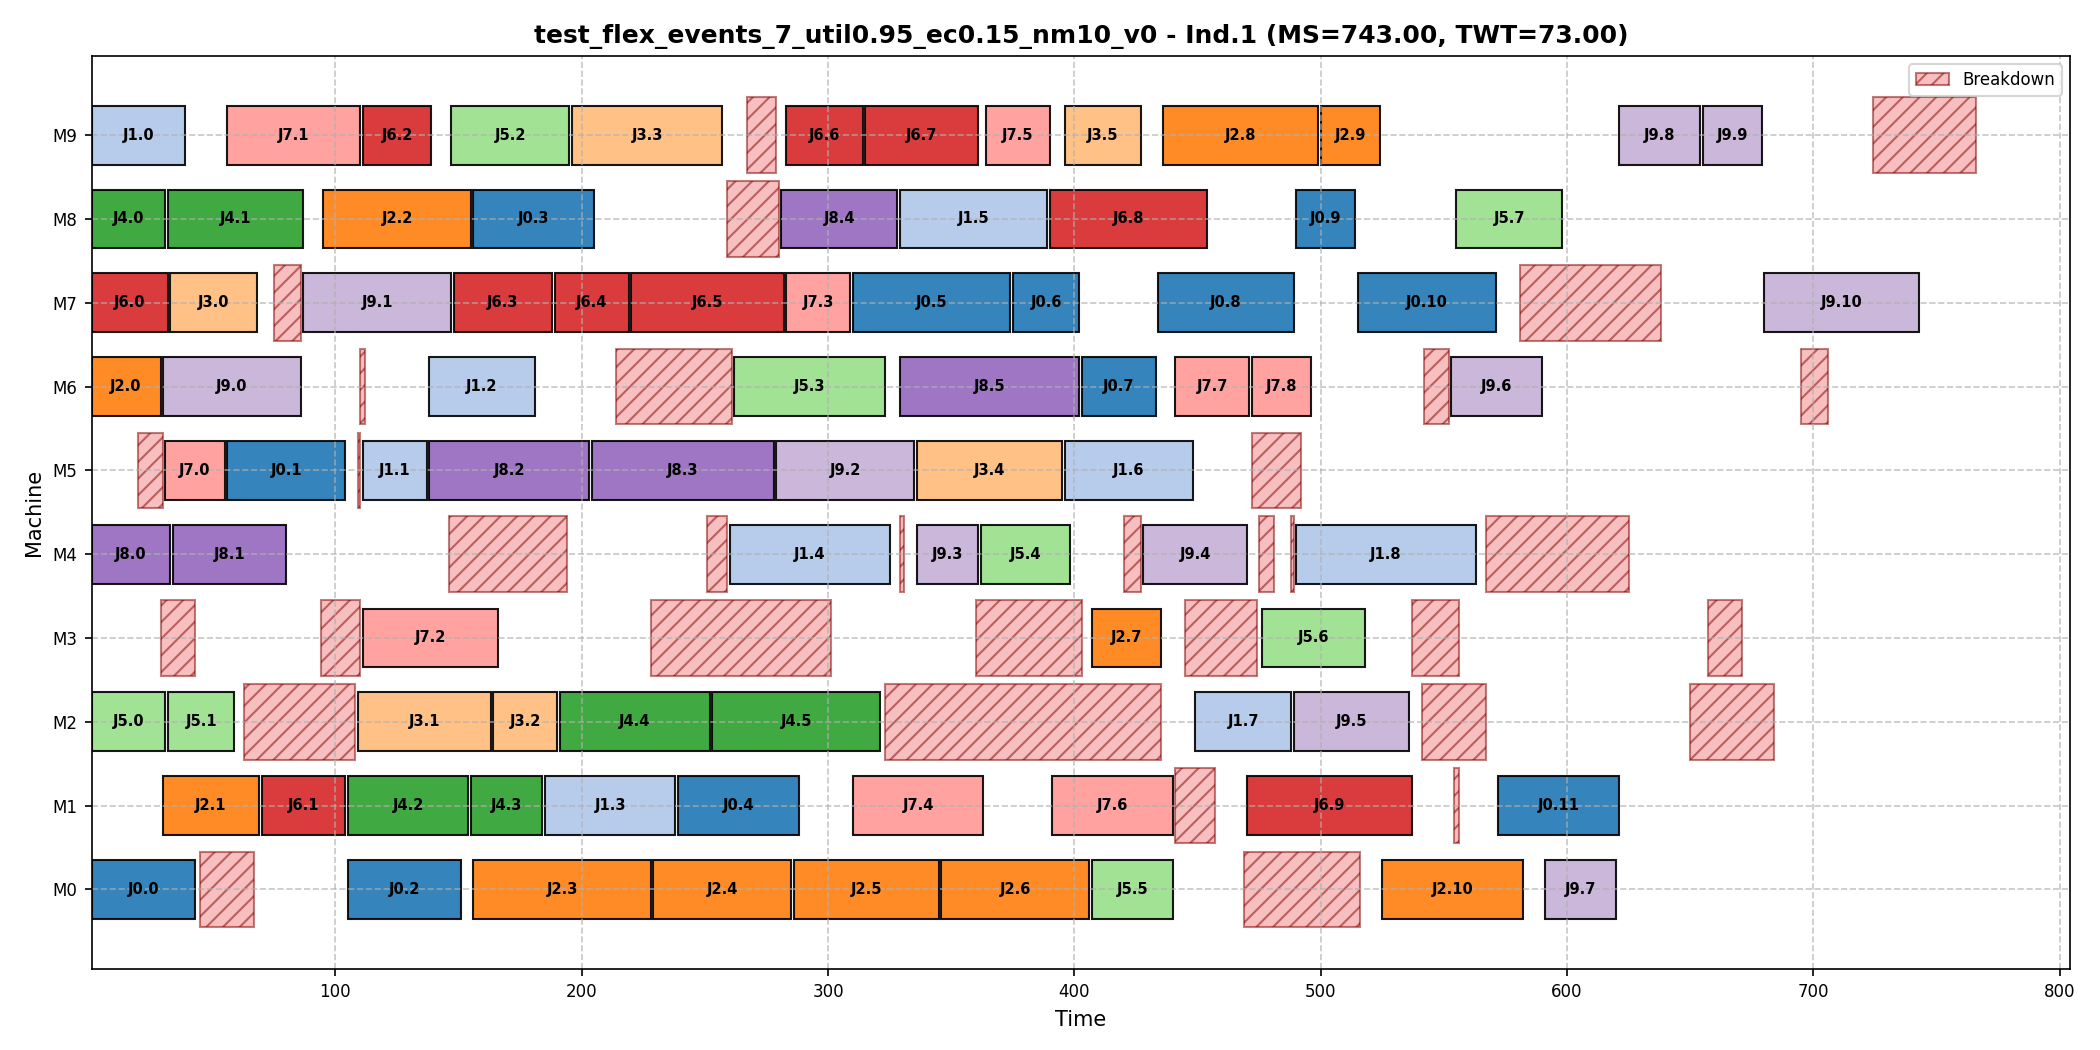 test_flex_events_7_util0.95_ec0.15_nm10_v0 - Ind.1 (MS=743.00, TWT=73.00)
Breakdown
M9 J1.0 J7.1 J6.2 J5.2 J3.3 J6.6 J6.7 J7.5 J3.5 J2.8 J2.9 J9.8 J9.9
M8 J4.0 J4.1 J2.2 J0.3 J8.4 J1.5 J6.8 J0.9 J5.7
M7 J6.0 J3.0 J9.1 J6.3 J6.4 J6.5 J7.3 J0.5 J0.6 J0.8 J0.10 J9.10
M6 J2.0 J9.0 J1.2 J5.3 J8.5 J0.7 J7.7 J7.8 J9.6
M5 J7.0 J0.1 J1.1 J8.2 J8.3 J9.2 J3.4 J1.6
M4 J8.0 J8.1 J1.4 J9.3 J5.4 J9.4 J1.8
M3 J7.2 J2.7 J5.6
M2 J5.0 J5.1 J3.1 J3.2 J4.4 J4.5 J1.7 J9.5
M1 J2.1 J6.1 J4.2 J4.3 J1.3 J0.4 J7.4 J7.6 J6.9 J0.11
M0 J0.0 J0.2 J2.3 J2.4 J2.5 J2.6 J5.5 J2.10 J9.7
Machine
100 200 300 400 500 600 700 800
Time